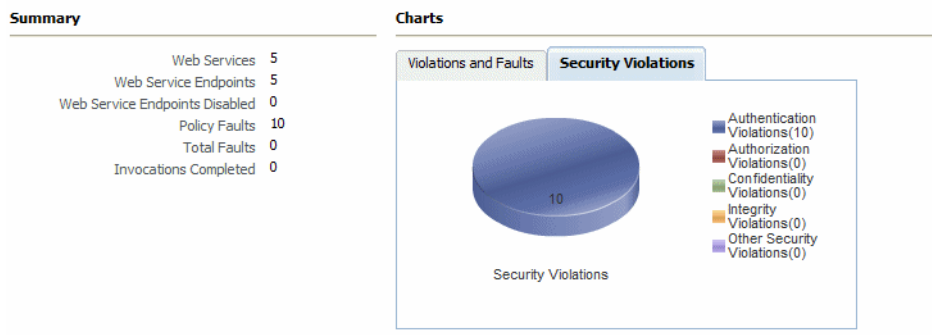 Summary
Web Services 5
Web Service Endpoints 5
Web Service Endpoints Disabled 0
Policy Faults 10
Total Faults 0
Invocations Completed 0
Charts
Violations and Faults
Security Violations
10
Security Violations
Authentication
Violations(10)
Authorization
Violations(0)
Confidentiality
Violations(0)
Integrity
Violations(0)
Other Security
Violations(0)